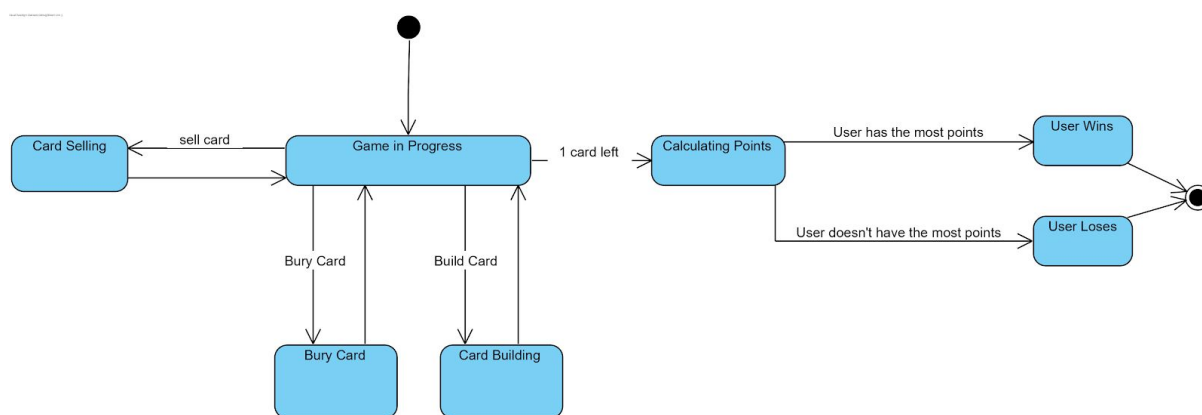 sell card
Card Selling
Game in Progress
1 card left
Calculating Points
User has the most points
User Wins
User doesn't have the most points
User Loses
Bury Card
Build Card
Bury Card
Card Building